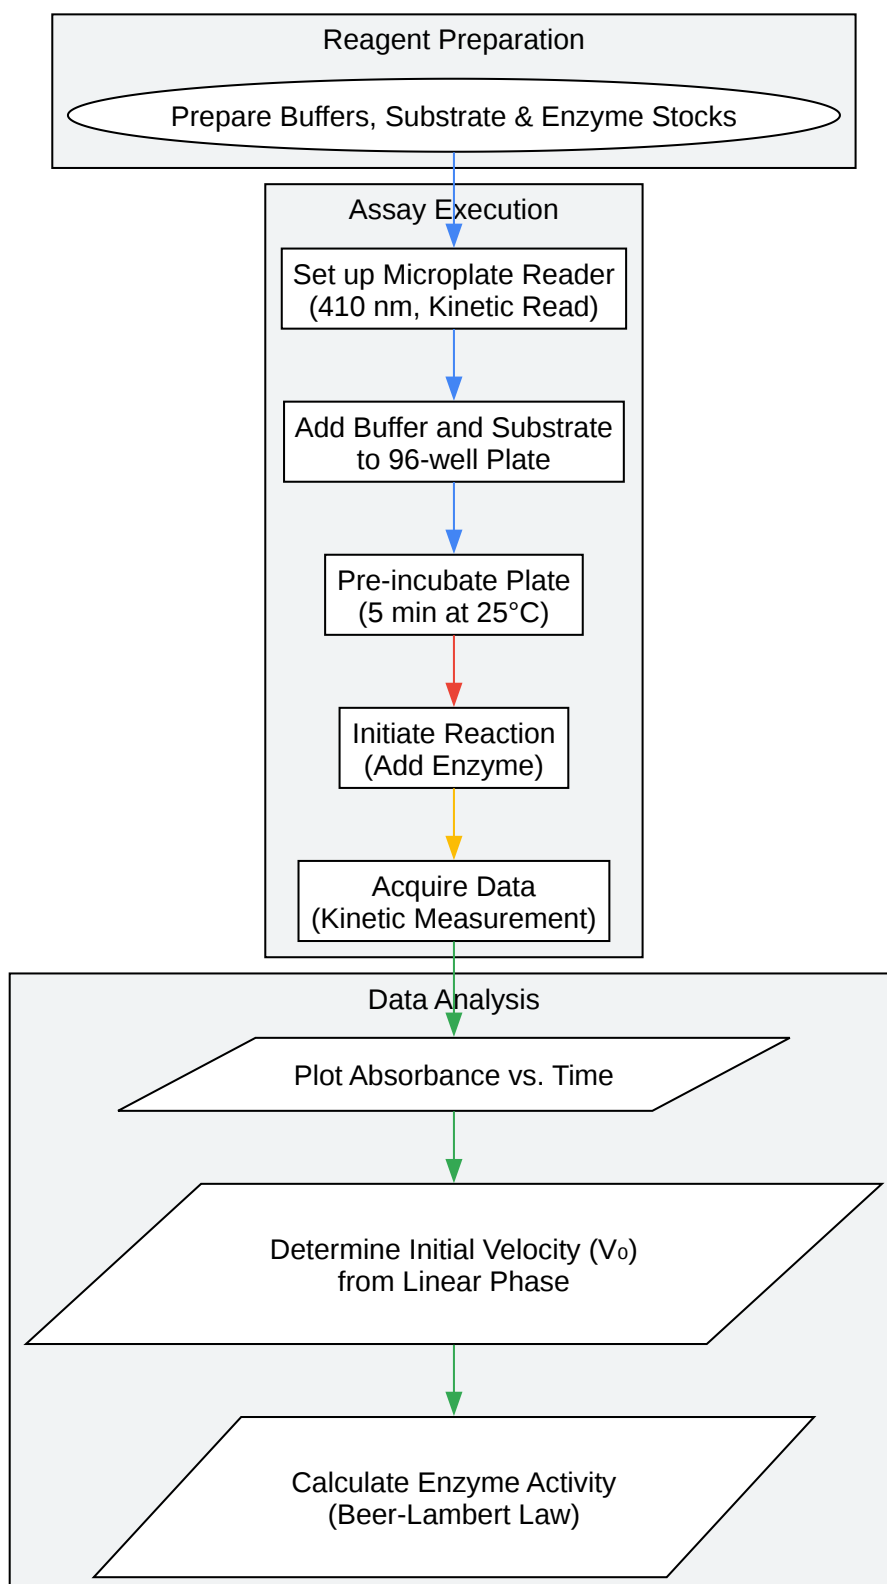 Reagent Preparation
Prepare Buffers, Substrate & Enzyme Stocks
Assay Execution
Set up Microplate Reader
(410 nm, Kinetic Read)
Add Buffer and Substrate
to 96-well Plate
Pre-incubate Plate
(5 min at 25°C)
Initiate Reaction
(Add Enzyme)
Acquire Data
(Kinetic Measurement)
Data Analysis
Plot Absorbance vs. Time
Determine Initial Velocity (V₀)
from Linear Phase
Calculate Enzyme Activity
(Beer-Lambert Law)